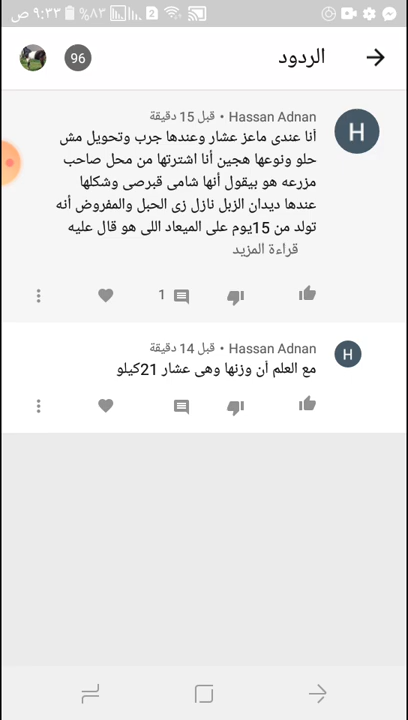 ٩:٣٣ ص ٨٣٪ 2
الردود
96
Hassan Adnan • قبل 15 دقيقة
أنا عندى ماعز عشار وعندها جرب وتحويل مش
حلو ونوعها هجين أنا اشترتها من محل صاحب
مزرعه هو بيقول أنها شامى قبرصى وشكلها
عندها ديدان الزبل نازل زى الحبل والمفروض أنه
تولد من 15يوم على الميعاد اللى هو قال عليه
قراءة المزيد
1
H
Hassan Adnan • قبل 14 دقيقة
مع العلم أن وزنها وهى عشار 21كيلو
H